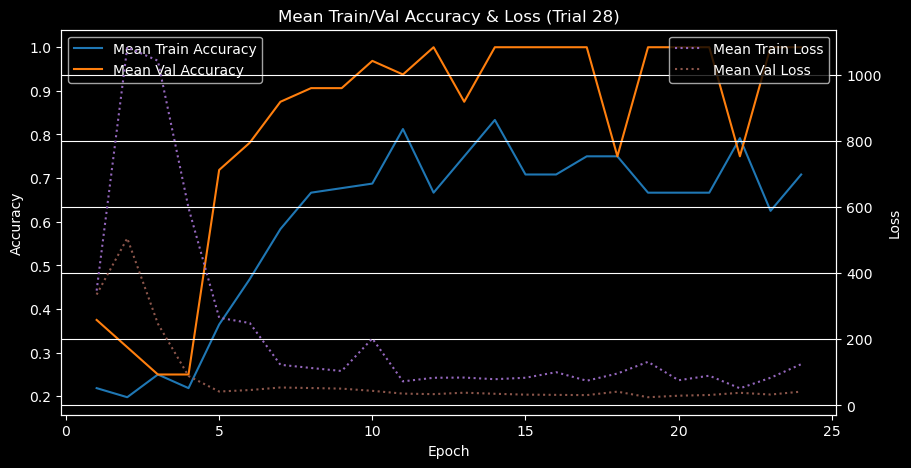 Mean Train/Val Accuracy & Loss (Trial 28)
Mean Train Accuracy
Mean Val Accuracy
Mean Train Loss
Mean Val Loss
1.0
0.9
0.8
0.7
0.6
0.5
0.4
0.3
0.2
Accuracy
1000
800
600
400
200
0
Loss
0
5
10
15
20
25
Epoch